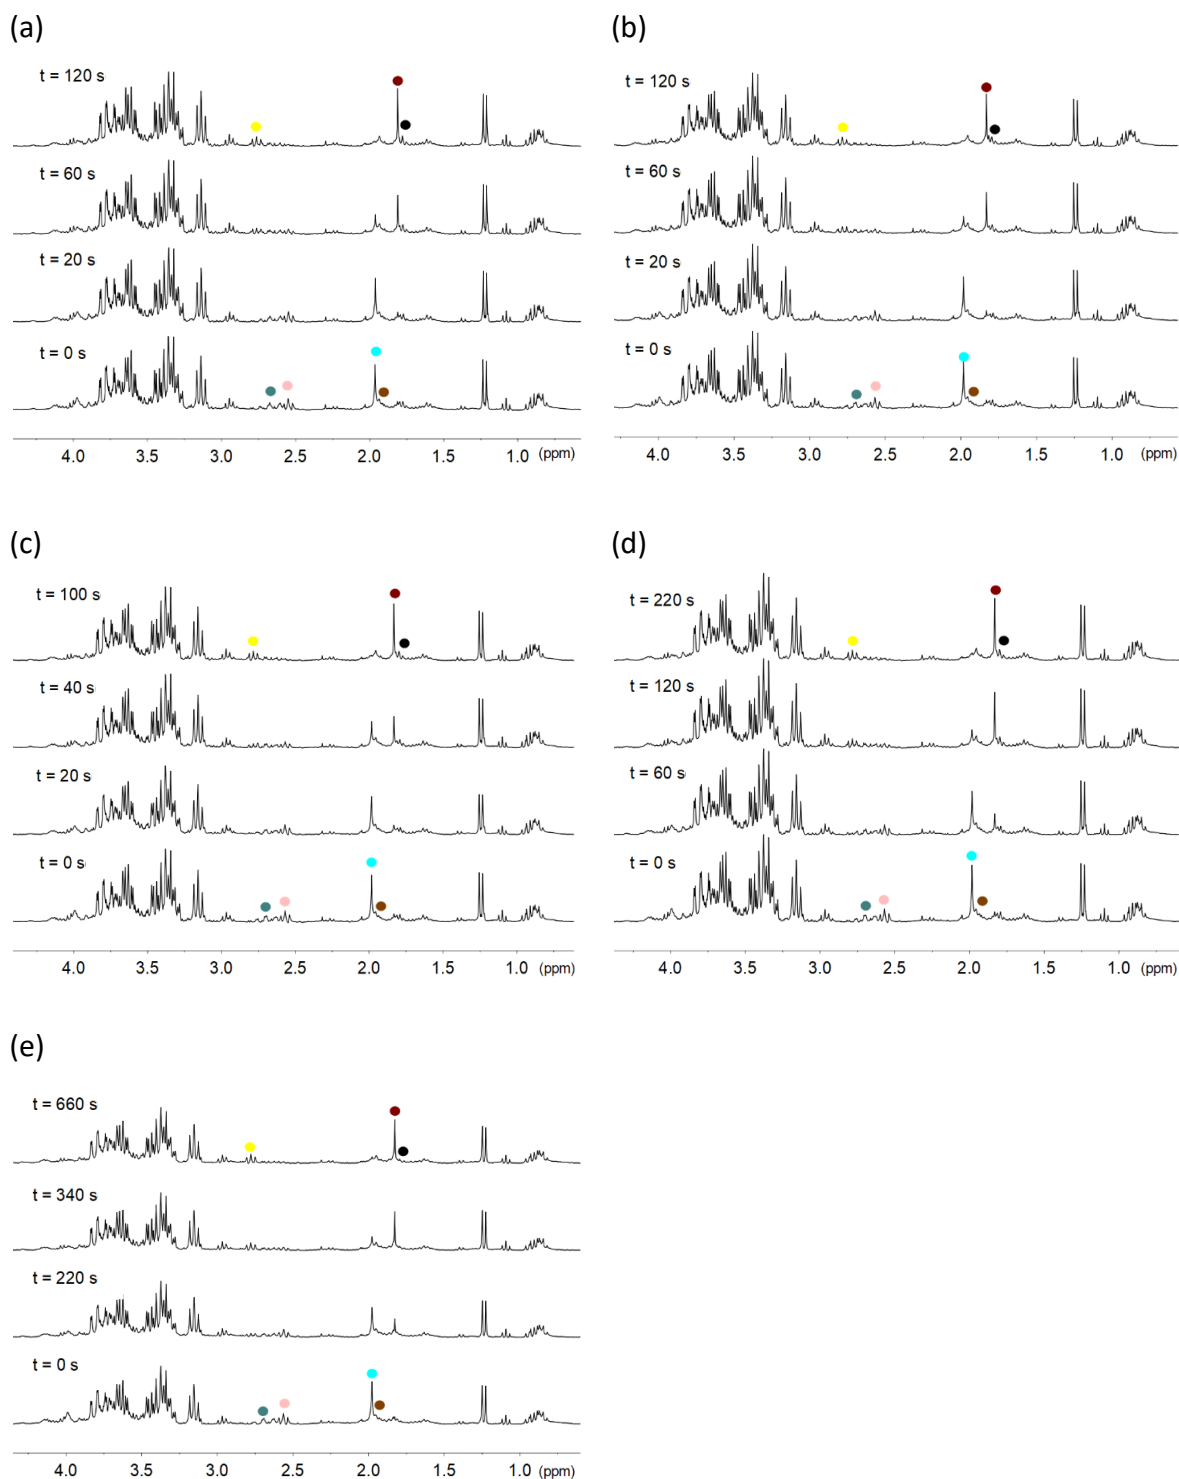 (a)
t = 120 s
t = 60 s
t = 20 s
t = 0 s
4.0 3.5 3.0 2.5 2.0 1.5 1.0 (ppm)
(b)
t = 120 s
t = 60 s
t = 20 s
t = 0 s
4.0 3.5 3.0 2.5 2.0 1.5 1.0 (ppm)
(c)
t = 100 s
t = 40 s
t = 20 s
t = 0 s
4.0 3.5 3.0 2.5 2.0 1.5 1.0 (ppm)
(d)
t = 220 s
t = 120 s
t = 60 s
t = 0 s
4.0 3.5 3.0 2.5 2.0 1.5 1.0 (ppm)
(e)
t = 660 s
t = 340 s
t = 220 s
t = 0 s
4.0 3.5 3.0 2.5 2.0 1.5 1.0 (ppm)